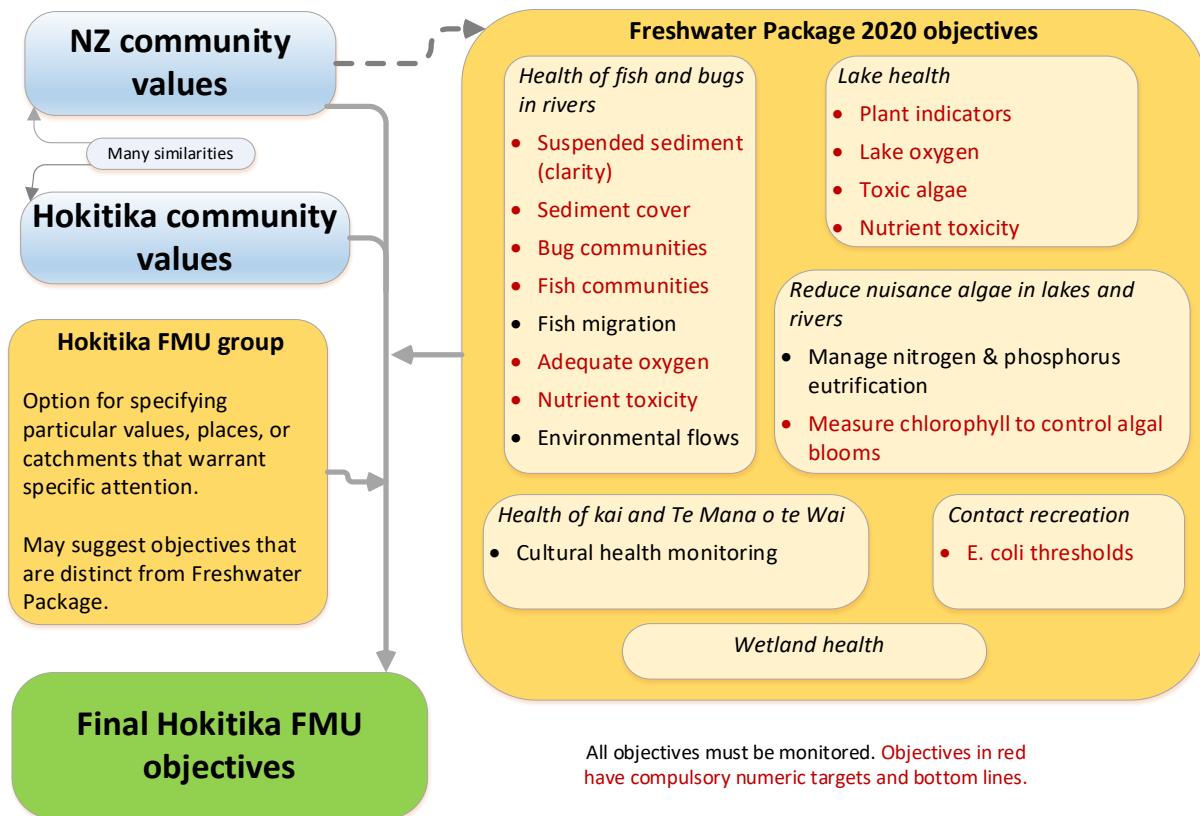 NZ community
values
Many similarities
Hokitika community
values
Hokitika FMU group
Option for specifying
particular values, places, or
catchments that warrant
specific attention.
May suggest objectives that
are distinct from Freshwater
Package.
Final Hokitika FMU
objectives
Freshwater Package 2020 objectives
Health of fish and bugs
in rivers
• Suspended sediment
(clarity)
• Sediment cover
• Bug communities
• Fish communities
• Fish migration
• Adequate oxygen
• Nutrient toxicity
• Environmental flows
Lake health
• Plant indicators
• Lake oxygen
• Toxic algae
• Nutrient toxicity
Reduce nuisance algae in lakes and
rivers
• Manage nitrogen & phosphorus
eutrification
• Measure chlorophyll to control algal
blooms
Health of kai and Te Mana o te Wai
• Cultural health monitoring
Contact recreation
• E. coli thresholds
Wetland health
All objectives must be monitored. Objectives in red
have compulsory numeric targets and bottom lines.